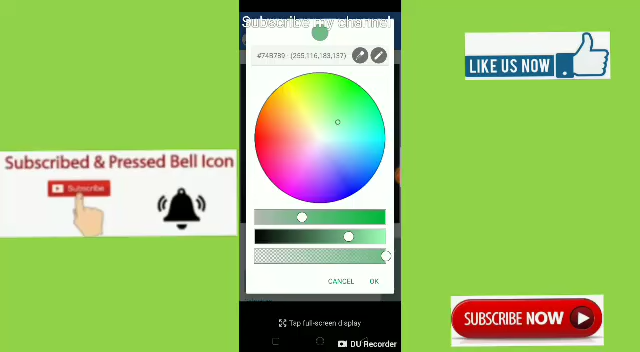 Subscribe my channel
#74B789 : (255,116,183,137)
LIKE US NOW
Subscribed & Pressed Bell Icon
Subscribe
CANCEL
OK
Tap full-screen display
DU Recorder
SUBSCRIBE NOW